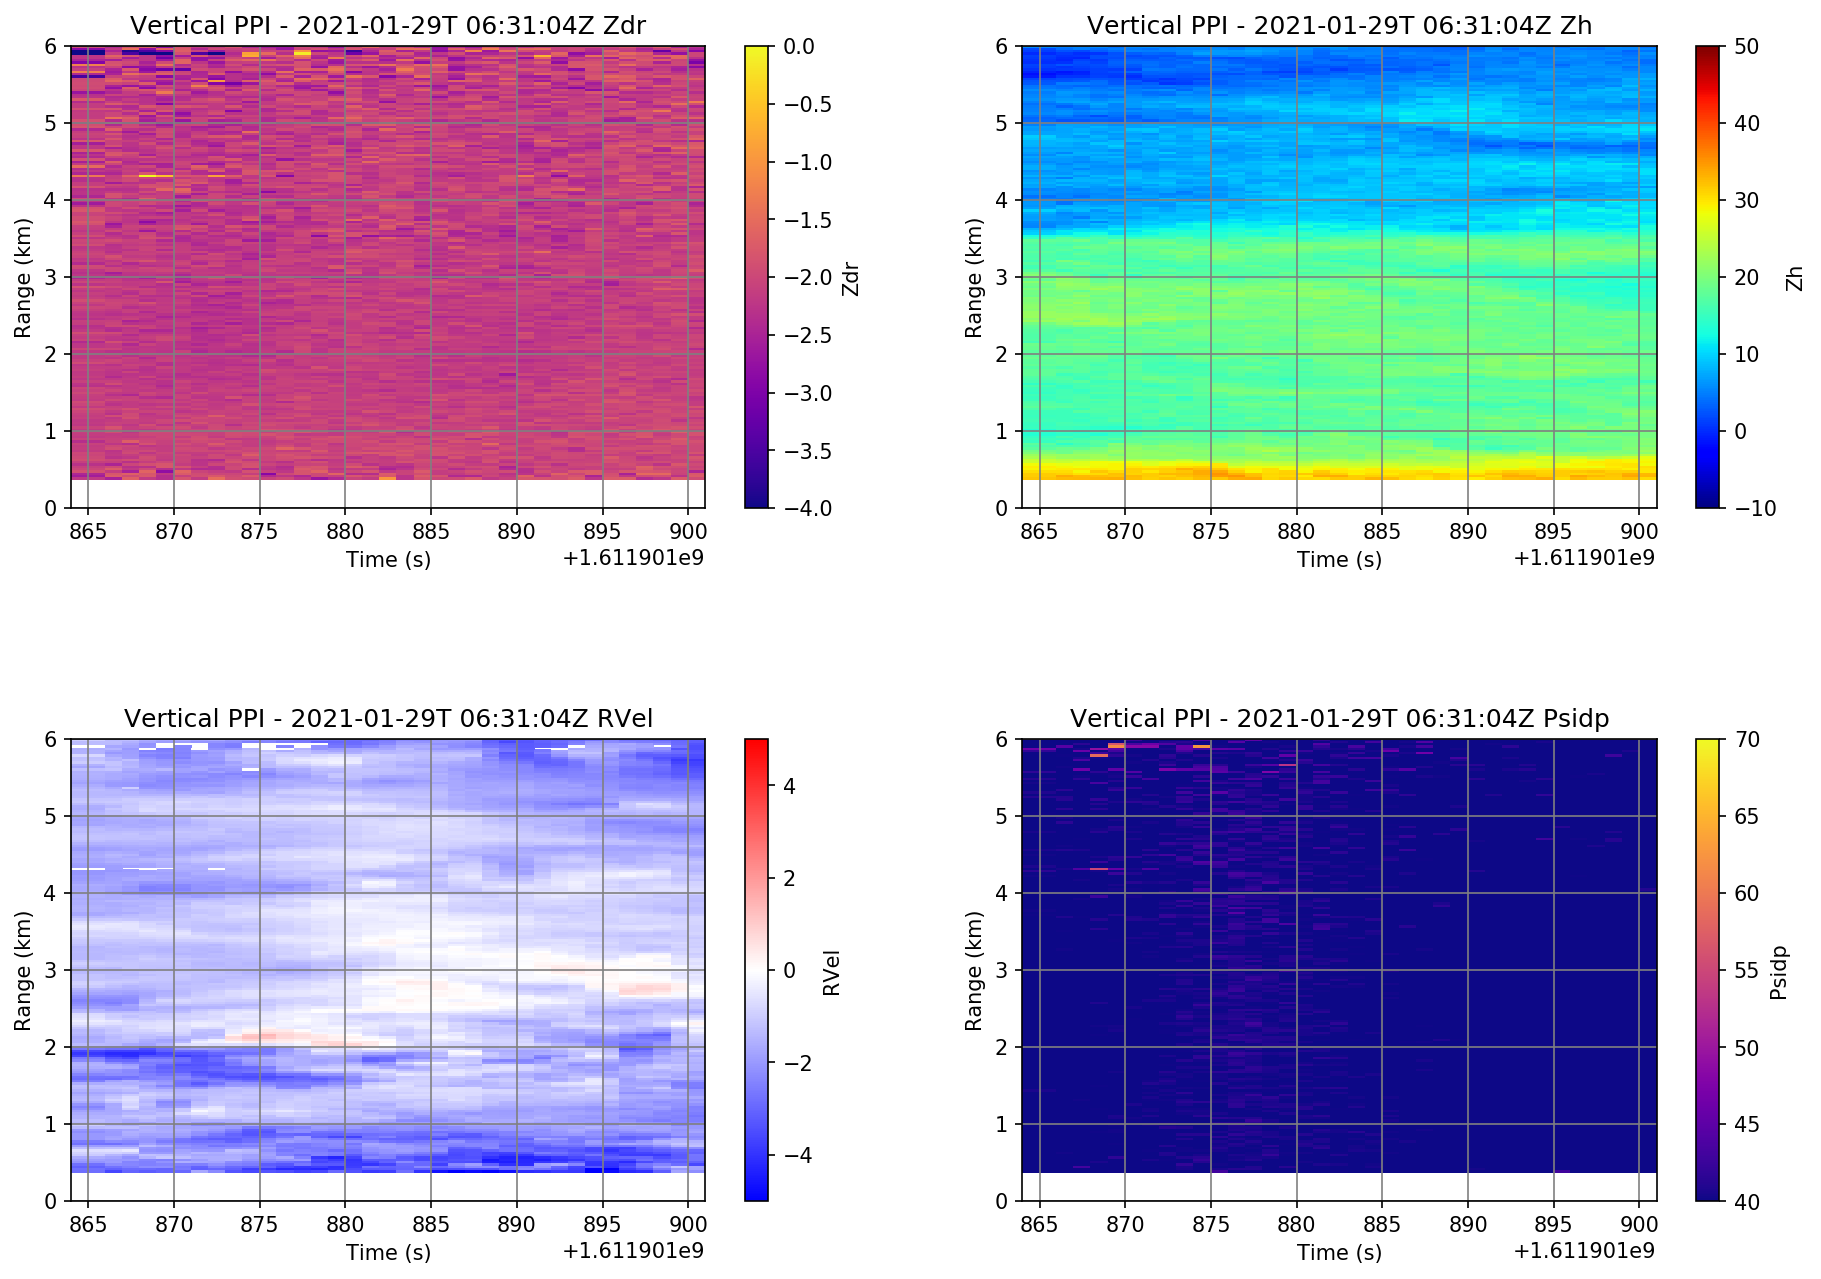 Vertical PPI - 2021-01-29T 06:31:04Z Zdr
6
5
4
3
2
1
0
Range (km)
865 870 875 880 885 890 895 900
Time (s)
+1.611901e9
0.0
−0.5
−1.0
−1.5
−2.0
−2.5
−3.0
−3.5
−4.0
Zdr
Vertical PPI - 2021-01-29T 06:31:04Z Zh
6
5
4
3
2
1
0
Range (km)
865 870 875 880 885 890 895 900
Time (s)
+1.611901e9
50
40
30
20
10
0
−10
Zh
Vertical PPI - 2021-01-29T 06:31:04Z RVel
6
5
4
3
2
1
0
Range (km)
865 870 875 880 885 890 895 900
Time (s)
+1.611901e9
4
2
0
−2
−4
RVel
Vertical PPI - 2021-01-29T 06:31:04Z Psidp
6
5
4
3
2
1
0
Range (km)
865 870 875 880 885 890 895 900
Time (s)
+1.611901e9
70
65
60
55
50
45
40
Psidp